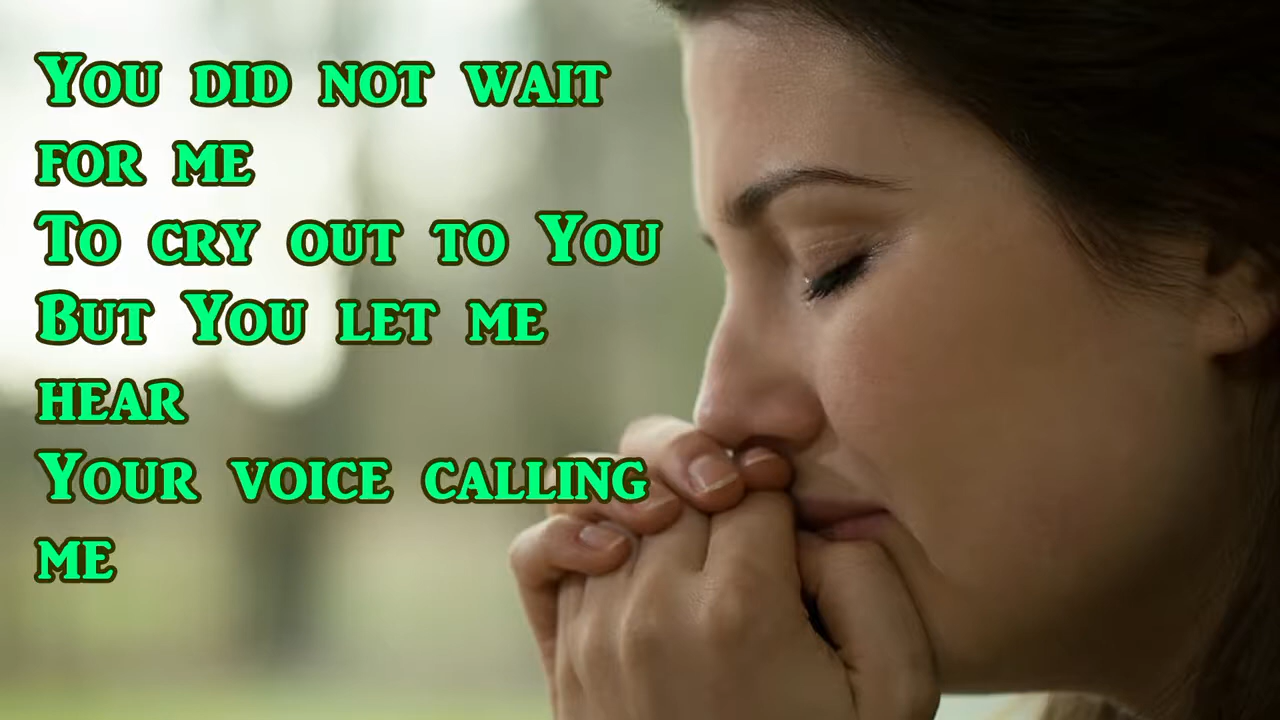 You did not wait
for me
To cry out to You
But You let me
hear
Your voice calling
me